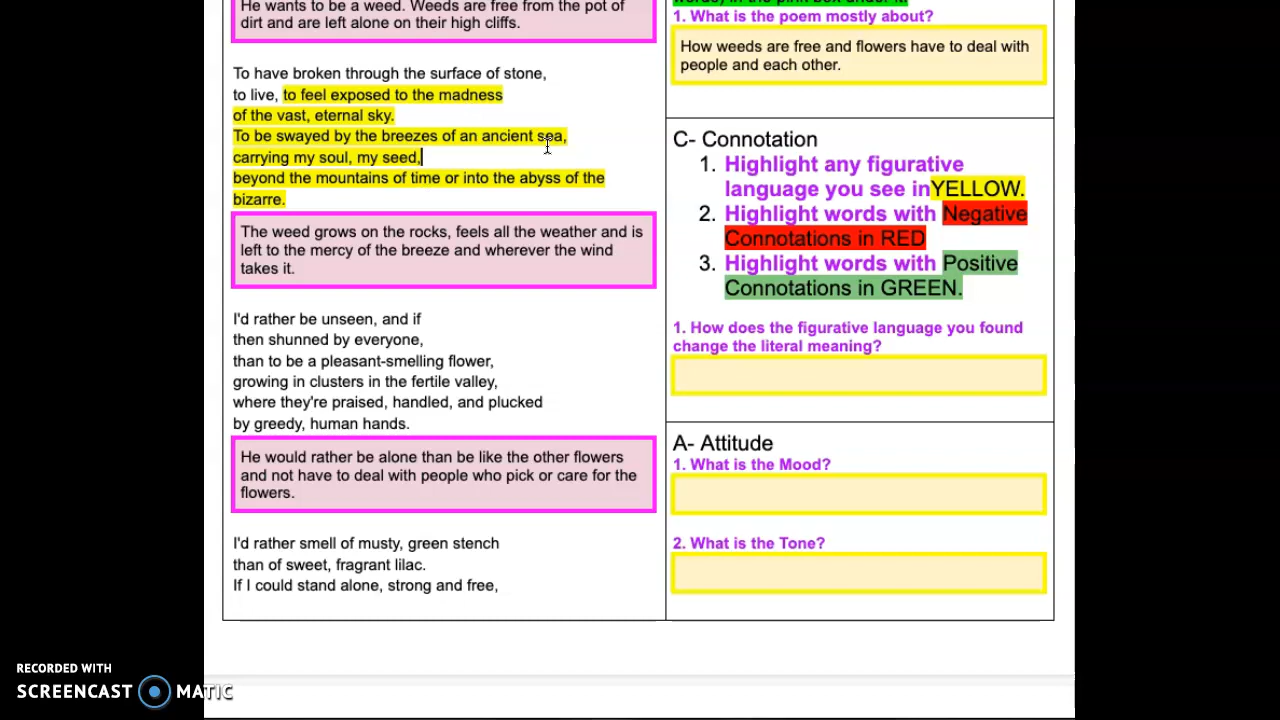 He wants to be a weed. Weeds are free from the pot of
dirt and are left alone on their high cliffs.
To have broken through the surface of stone,
to live, to feel exposed to the madness
of the vast, eternal sky.
To be swayed by the breezes of an ancient sea,
carrying my soul, my seed,
beyond the mountains of time or into the abyss of the
bizarre.
The weed grows on the rocks, feels all the weather and is
left to the mercy of the breeze and wherever the wind
takes it.
I'd rather be unseen, and if
then shunned by everyone,
than to be a pleasant-smelling flower,
growing in clusters in the fertile valley,
where they're praised, handled, and plucked
by greedy, human hands.
He would rather be alone than be like the other flowers
and not have to deal with people who pick or care for the
flowers.
I'd rather smell of musty, green stench
than of sweet, fragrant lilac.
If I could stand alone, strong and free,
words) in the pink box under it.
1. What is the poem mostly about?
How weeds are free and flowers have to deal with
people and each other.
C- Connotation
1. Highlight any figurative
language you see inYELLOW.
2. Highlight words with Negative
Connotations in RED
3. Highlight words with Positive
Connotations in GREEN.
1. How does the figurative language you found
change the literal meaning?
A- Attitude
1. What is the Mood?
2. What is the Tone?
RECORDED WITH
SCREENCAST MATIC